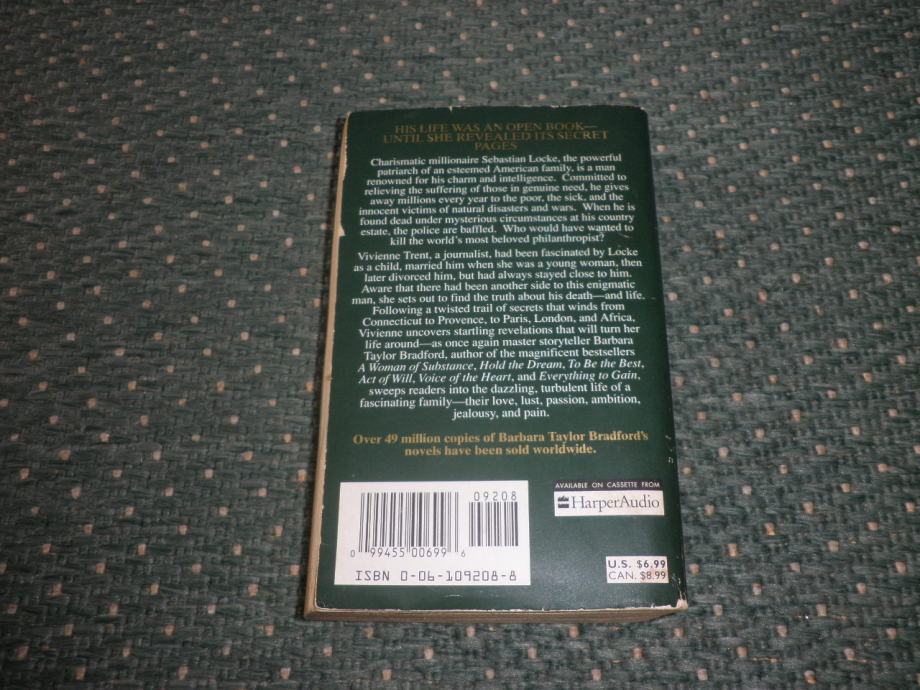 HIS LIFE WAS AN OPEN BOOK—
UNTIL SHE REVEALED ITS SECRET
PAGES
Charismatic millionaire Sebastian Locke, the powerful
patriarch of an esteemed American family, is a man
renowned for his charm and intelligence. Committed to
relieving the suffering of those in genuine need, he gives
away millions every year to the poor, the sick, and the
innocent victims of natural disasters and wars. When he is
found dead under mysterious circumstances at his country
estate, the police are baffled. Who would have wanted to
kill the world's most beloved philanthropist?
Vivienne Trent, a journalist, had been fascinated by Locke
as a child, married him when she was a young woman, then
later divorced him, but had always stayed close to him.
Aware that there had been another side to this enigmatic
man, she sets out to find the truth about his death—and life.
Following a twisted trail of secrets that winds from
Connecticut to Provence, to Paris, London, and Africa,
Vivienne uncovers startling revelations that will turn her
life around—as once again master storyteller Barbara
Taylor Bradford, author of the magnificent bestsellers
A Woman of Substance, Hold the Dream, To Be the Best,
Act of Will, Voice of the Heart, and Everything to Gain,
sweeps readers into the dazzling, turbulent life of a
fascinating family—their love, lust, passion, ambition,
jealousy, and pain.
Over 49 million copies of Barbara Taylor Bradford's
novels have been sold worldwide.
09208
0 99455 00699 6
ISBN 0-06-109208-8
AVAILABLE ON CASSETTE FROM
HarperAudio
U.S. $6.99
CAN. $8.99